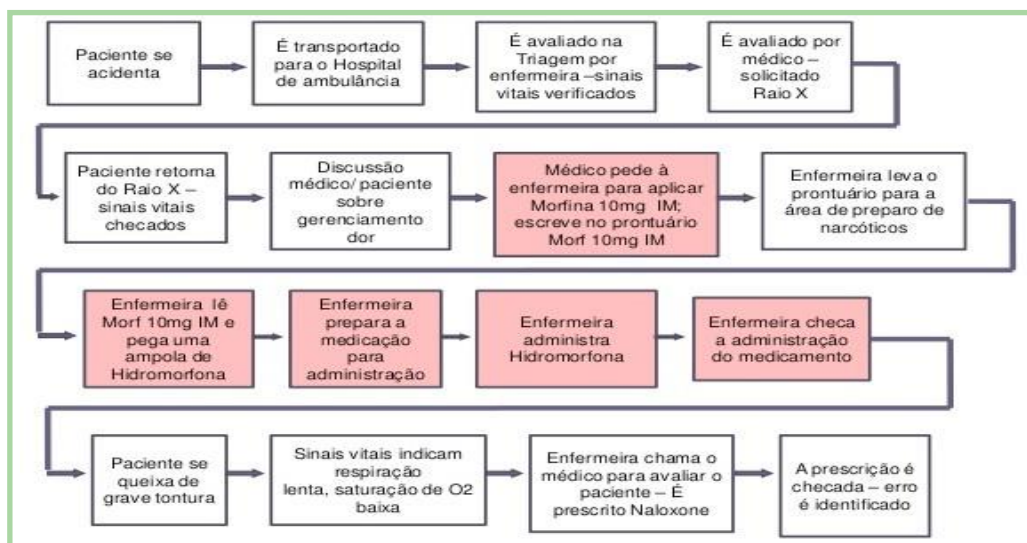 Paciente se
acidenta
É transportado
para o Hospital
de ambulância
É avaliado na
Triagem por
enfermeira –sinais
vitais verificados
É avaliado por
médico –
solicitado
Raio X
Paciente retorna
do Raio X –
sinais vitais
checados
Discussão
médico/ paciente
sobre
gerenciamento
dor
Médico pede à
enfermeira para aplicar
Morfina 10mg IM;
escreve no prontuário
Morf 10mg IM
Enfermeira leva o
prontuário para a
área de preparo de
narcóticos
Enfermeira lê
Morf 10mg IM e
pega uma
ampola de
Hidromorfona
Enfermeira
prepara a
medicação
para
administração
Enfermeira
administra
Hidromorfona
Enfermeira checa
a administração
do medicamento
Paciente se
queixa de
grave tontura
Sinais vitais indicam
respiração
lenta, saturação de O2
baixa
Enfermeira chama o
médico para avaliar o
paciente – É
prescrito Naloxone
A prescrição é
checada – erro
é identificado